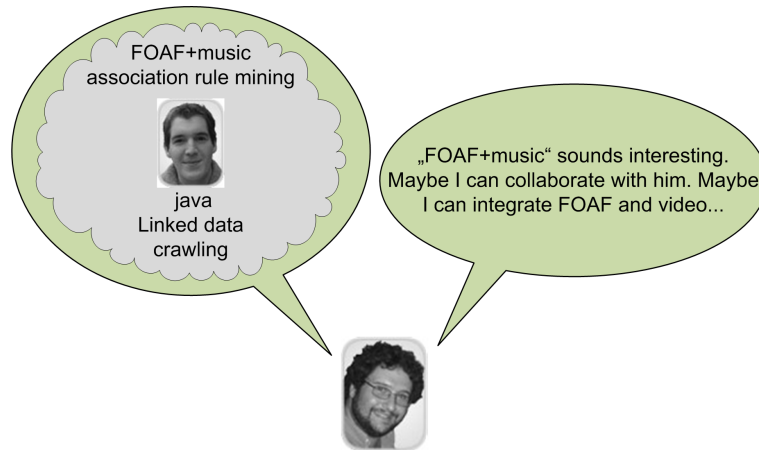 FOAF+music
association rule mining
java
Linked data
crawling
„FOAF+music“ sounds interesting.
Maybe I can collaborate with him. Maybe
I can integrate FOAF and video...